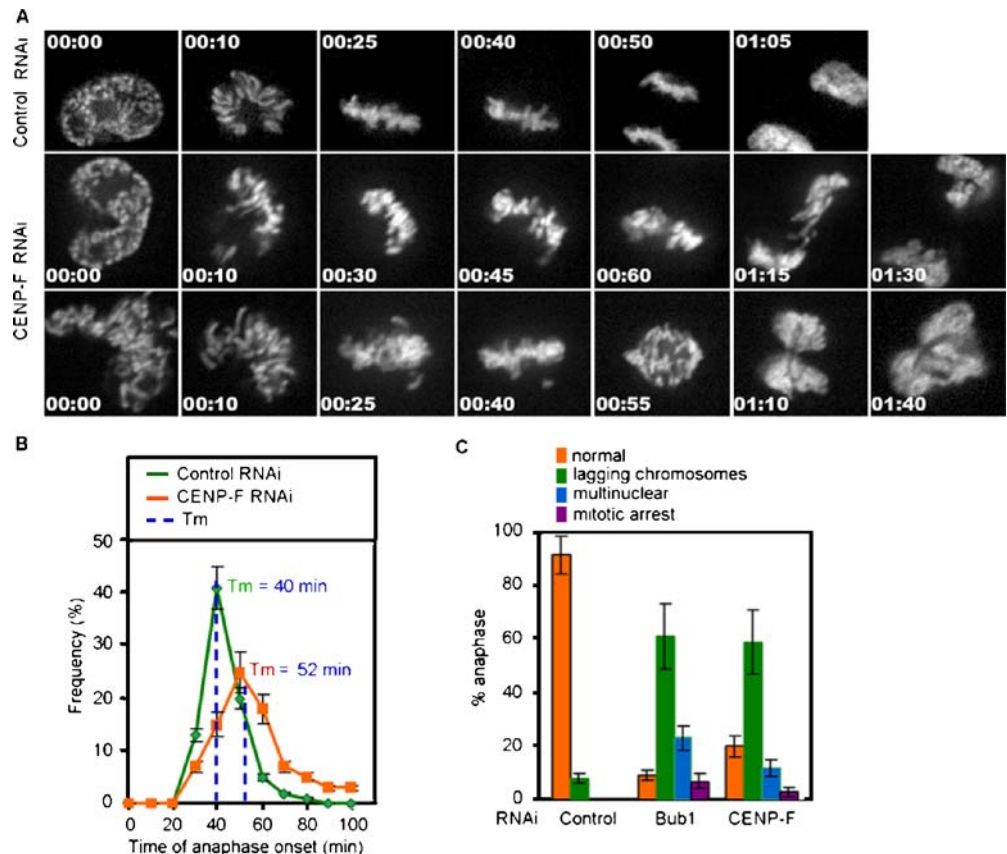 A
Control RNAi
00:00 00:10 00:25 00:40 00:50 01:05
CENP-F RNAi
00:00 00:10 00:30 00:45 00:60 01:15 01:30
00:00 00:10 00:25 00:40 00:55 01:10 01:40
B
Control RNAi
CENP-F RNAi
Tm
Frequency (%)
50
40
30
20
10
0
Tm = 40 min
Tm = 52 min
0 20 40 60 80 100
Time of anaphase onset (min)
C
normal
lagging chromosomes
multinuclear
mitotic arrest
% anaphase
100
80
60
40
20
0
RNAi Control Bub1 CENP-F